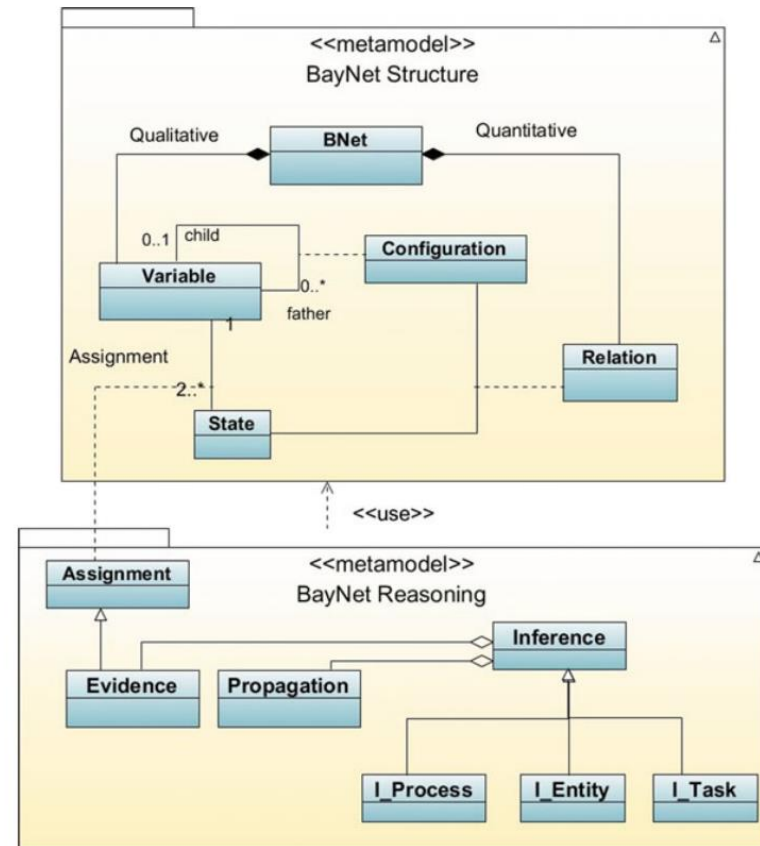 <<metamodel>>
BayNet Structure
Qualitative
BNet
Quantitative
0..1
child
Configuration
Variable
0..*
father
1
Assignment
Relation
2..*
State
<<use>>
<<metamodel>>
Assignment
BayNet Reasoning
Inference
Evidence
Propagation
I_Process
I_Entity
I_Task